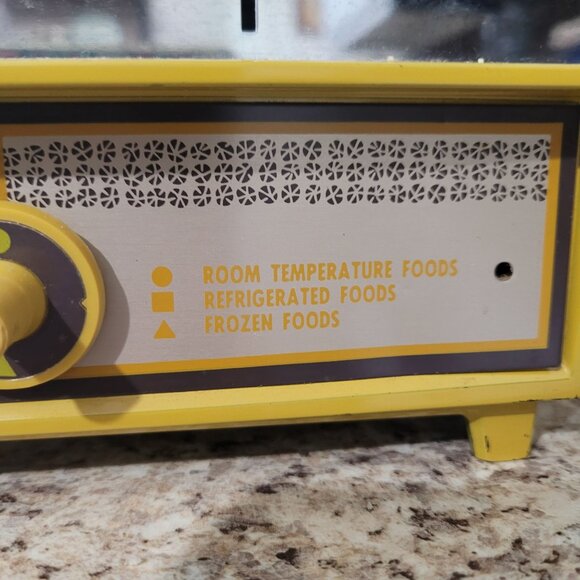 ROOM TEMPERATURE FOODS
REFRIGERATED FOODS
FROZEN FOODS